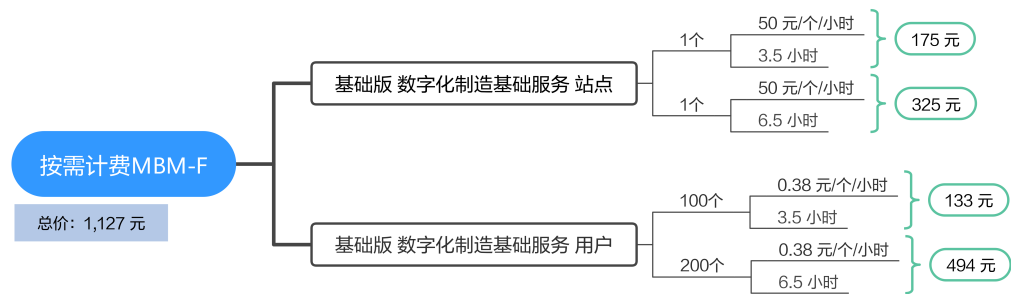 按需计费MBM-F
总价：1,127 元
基础版 数字化制造基础服务 站点
1个
50 元/个/小时
3.5 小时
175 元
1个
50 元/个/小时
6.5 小时
325 元
基础版 数字化制造基础服务 用户
100个
0.38 元/个/小时
3.5 小时
133 元
200个
0.38 元/个/小时
6.5 小时
494 元